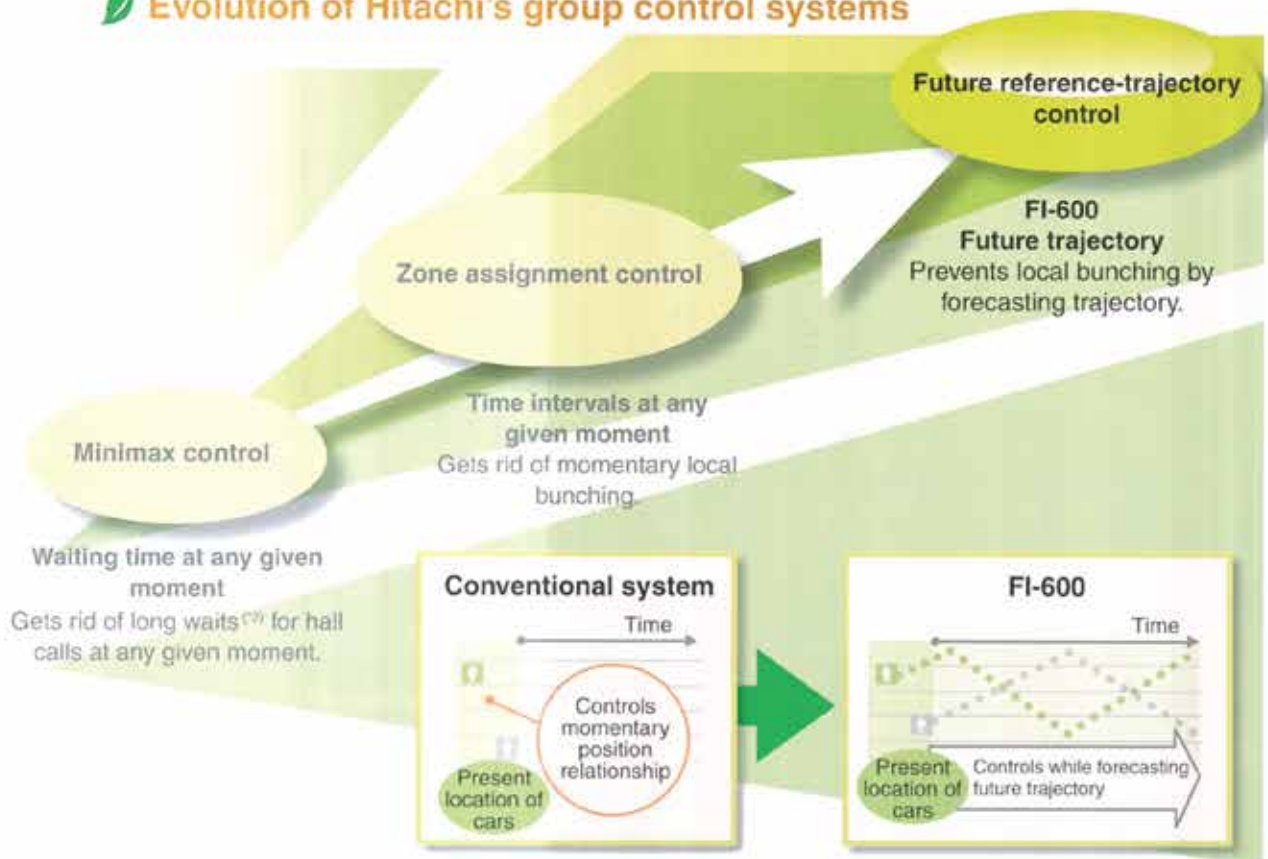 Evolution of Hitachi's group control systems
Future reference-trajectory
control
FI-600
Future trajectory
Prevents local bunching by
forecasting trajectory.
Zone assignment control
Time intervals at any
given moment
Gets rid of momentary local
bunching.
Minimax control
Waiting time at any given
moment
Gets rid of long waits for hall
calls at any given moment.
Conventional system
Time
Controls
momentary
position
relationship
Present
location of
cars
FI-600
Time
Present
location of
cars
Controls while forecasting
future trajectory